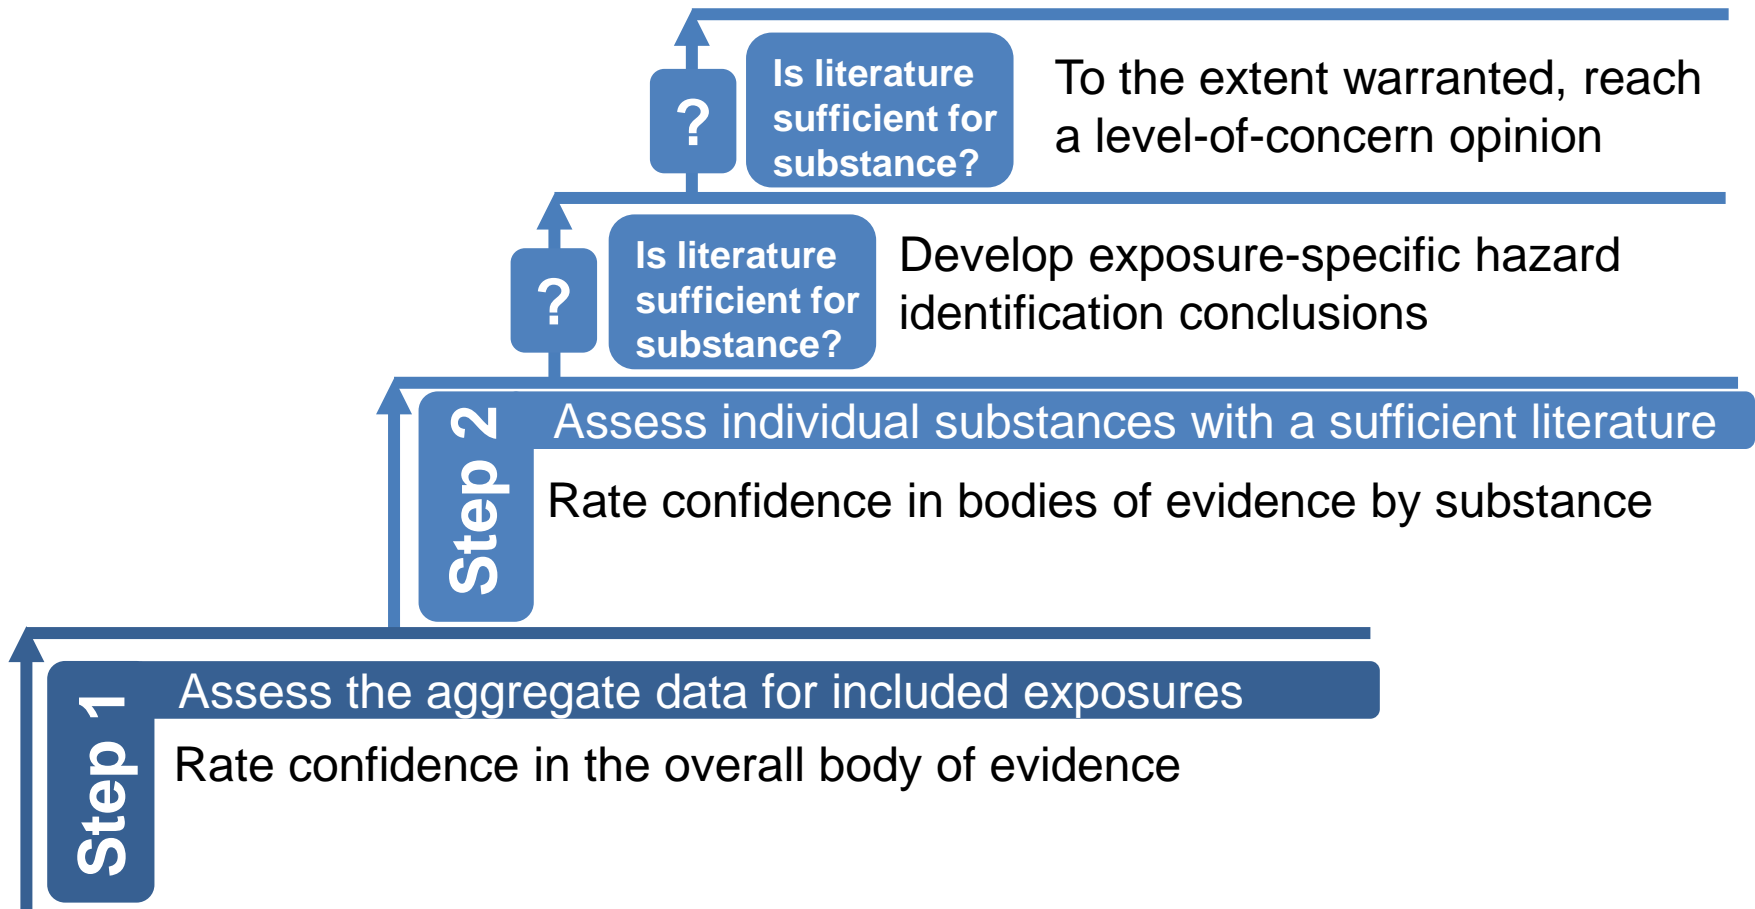 ?
Is literature
sufficient for
substance?
To the extent warranted, reach
a level-of-concern opinion
?
Is literature
sufficient for
substance?
Develop exposure-specific hazard
identification conclusions
Step 2
Assess individual substances with a sufficient literature
Rate confidence in bodies of evidence by substance
Step 1
Assess the aggregate data for included exposures
Rate confidence in the overall body of evidence